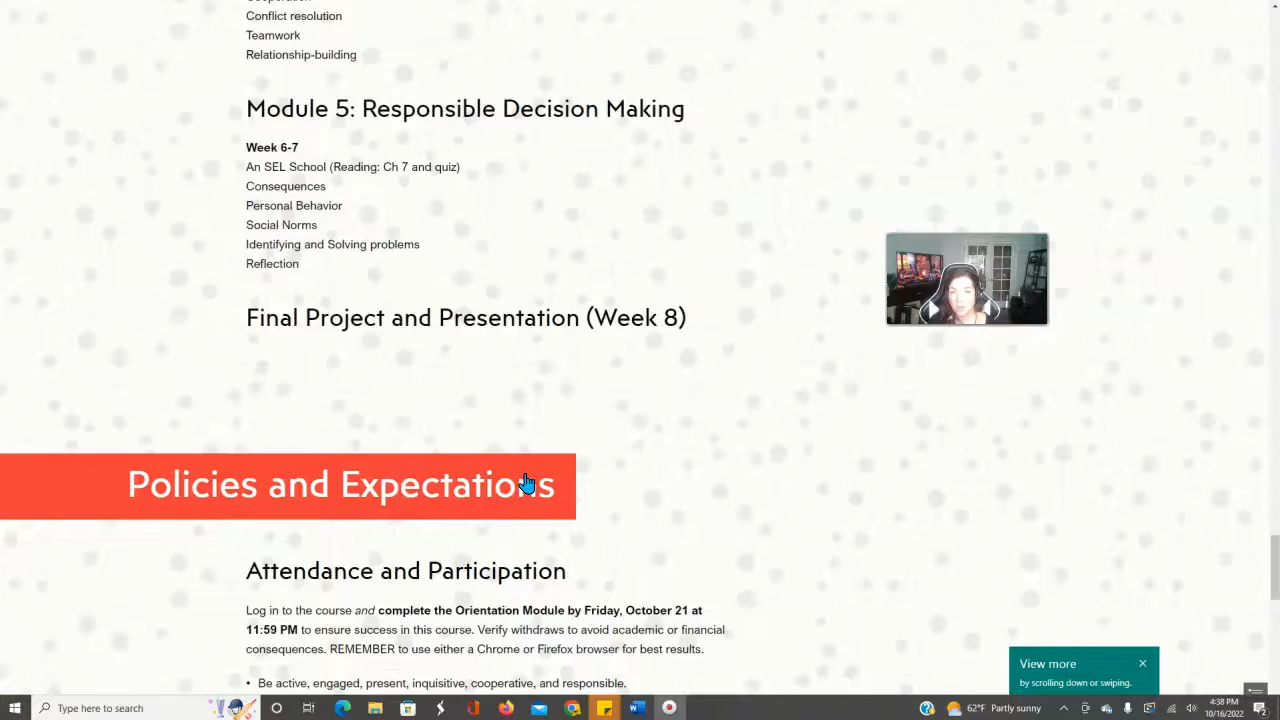 Conflict resolution
Teamwork
Relationship-building
Module 5: Responsible Decision Making
Week 6-7
An SEL School (Reading: Ch 7 and quiz)
Consequences
Personal Behavior
Social Norms
Identifying and Solving problems
Reflection
Final Project and Presentation (Week 8)
Policies and Expectations
Attendance and Participation
Log in to the course and complete the Orientation Module by Friday, October 21 at
11:59 PM to ensure success in this course. Verify withdraws to avoid academic or financial
consequences. REMEMBER to use either a Chrome or Firefox browser for best results.
• Be active, engaged, present, inquisitive, cooperative, and responsible.
View more
by scrolling down or swiping.
Type here to search
62°F Partly sunny
4:38 PM
10/16/2022
2